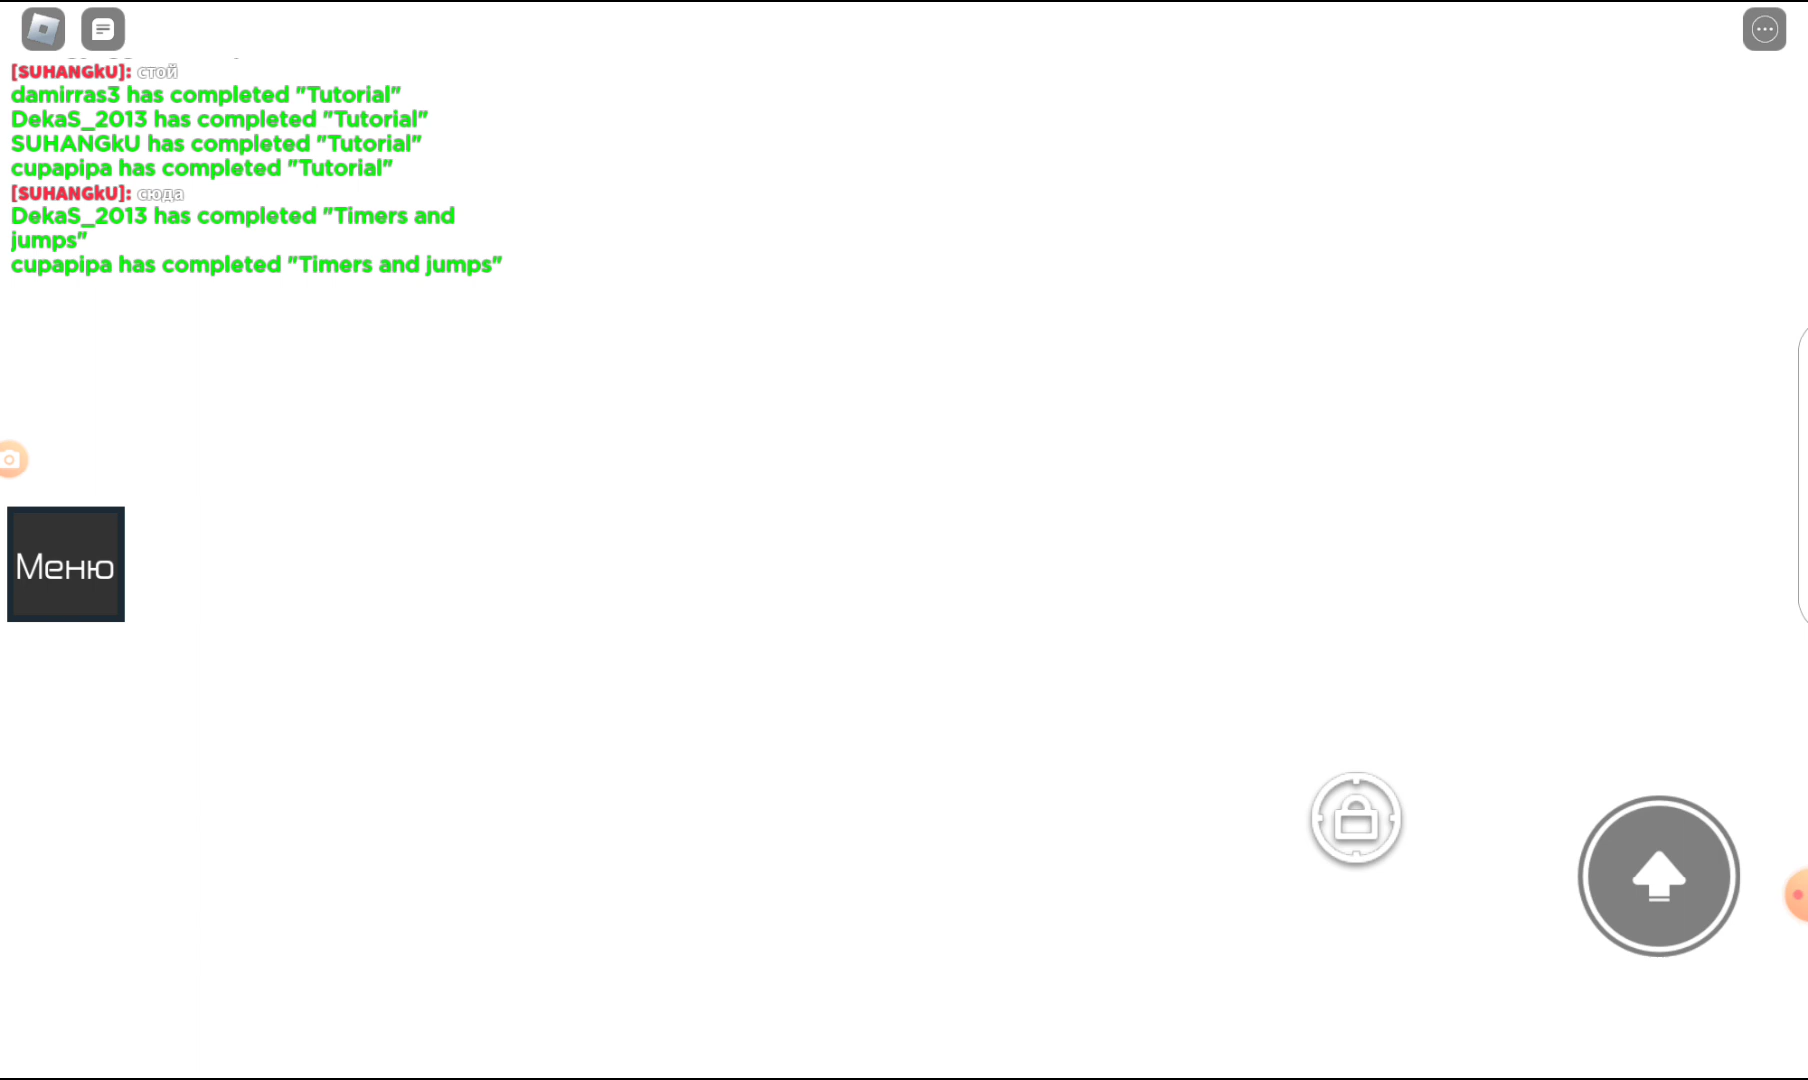 [SUHANGkU]: стой
damirras3 has completed "Tutorial"
DekaS_2013 has completed "Tutorial"
SUHANGkU has completed "Tutorial"
cupapipa has completed "Tutorial"
[SUHANGkU]: сюда
DekaS_2013 has completed "Timers and
jumps"
cupapipa has completed "Timers and jumps"
Меню